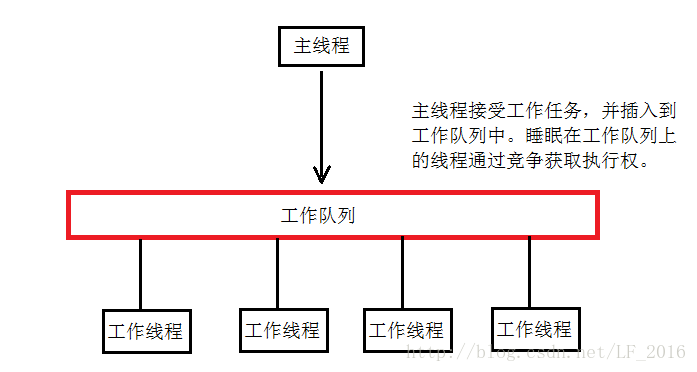 主线程
主线程接受工作任务，并插入到
工作队列中。睡眠在工作队列上
的线程通过竞争获取执行权。
工作队列
工作线程
工作线程
工作线程
工作线程
http://blog.csdn.net/LF_2016